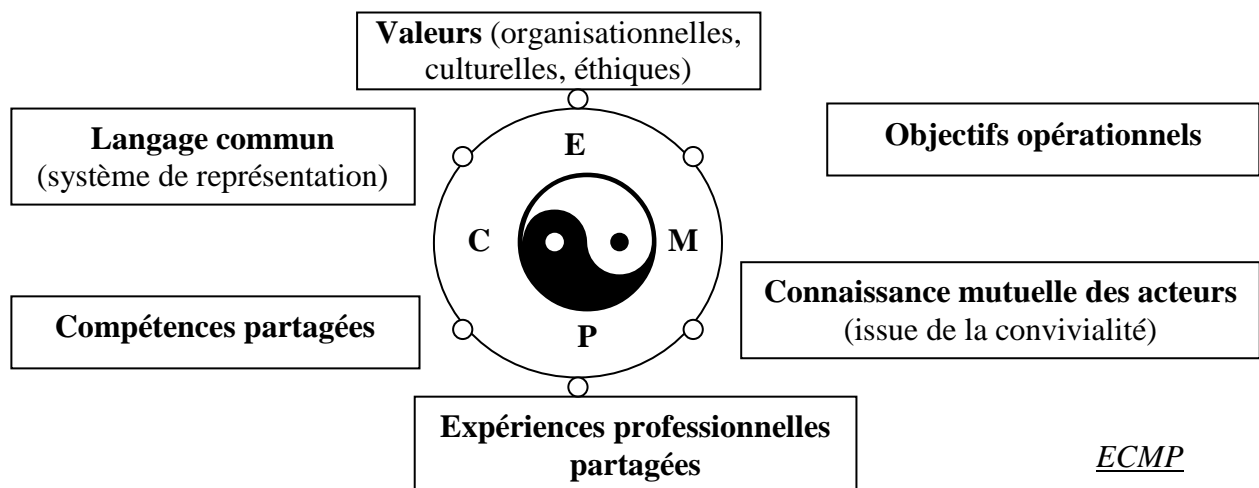 Valeurs (organisationnelles,
culturelles, éthiques)
Langage commun
(système de représentation)
Objectifs opérationnels
E
C
M
P
Compétences partagées
Connaissance mutuelle des acteurs
(issue de la convivialité)
Expériences professionnelles
partagées
ECMP